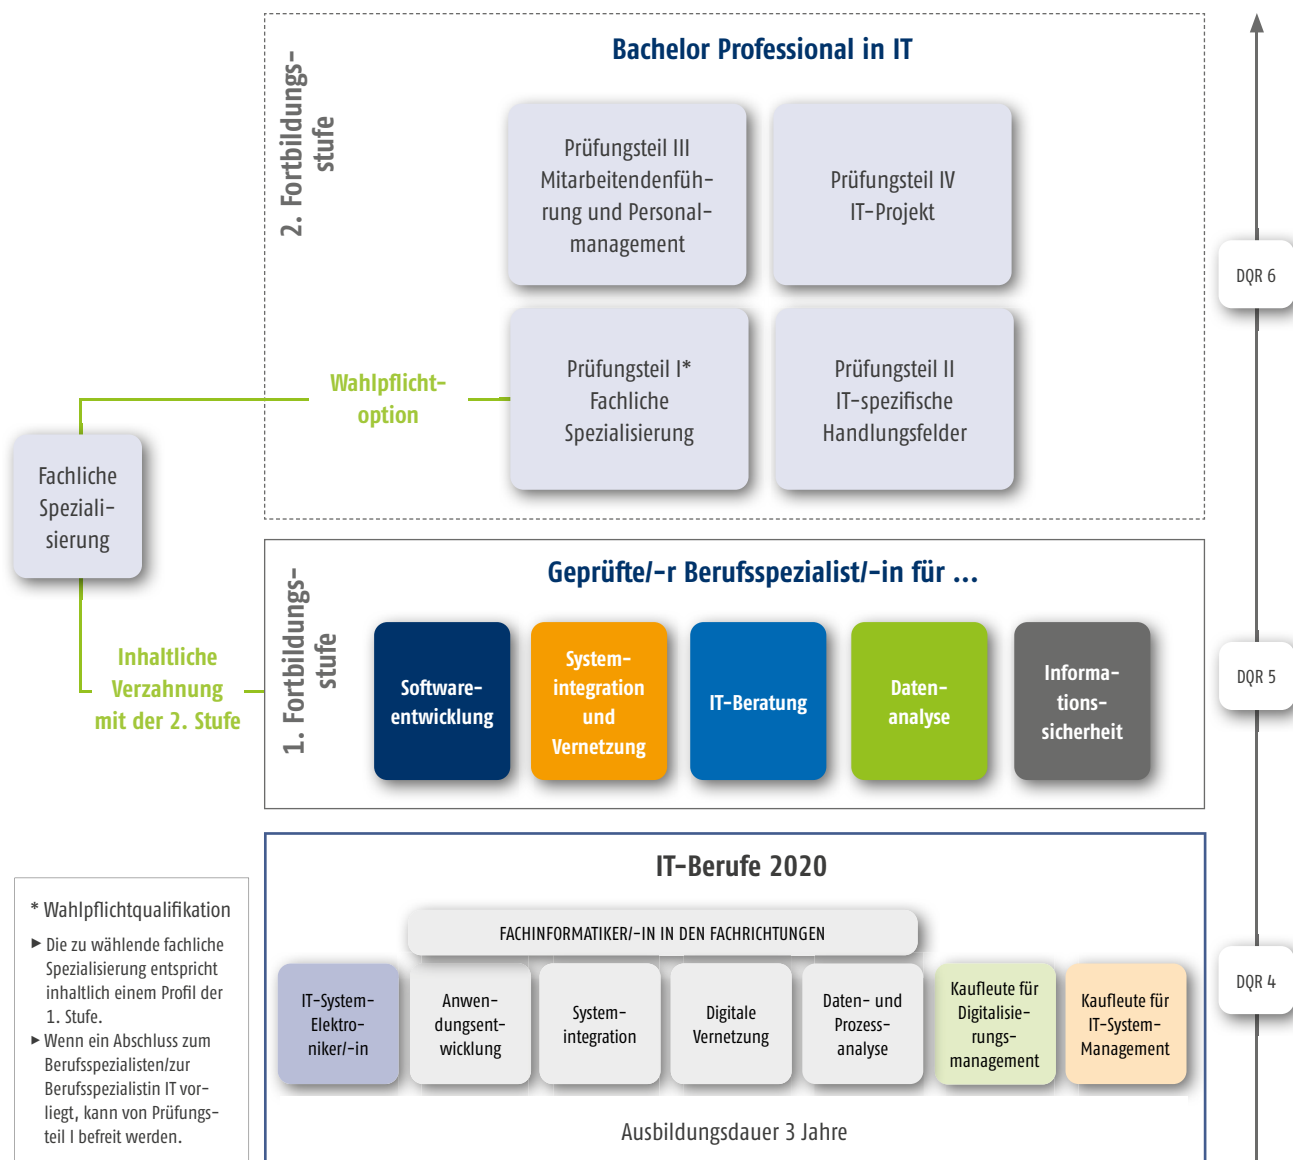 Bachelor Professional in IT
2. Fortbildungs-
stufe
Prüfungsteil III
Mitarbeitendenfüh-
rung und Personal-
management
Prüfungsteil IV
IT-Projekt
DQR 6
Wahlpflicht-
option
Prüfungsteil I*
Fachliche
Spezialisierung
Prüfungsteil II
IT-spezifische
Handlungsfelder
Fachliche
Speziali-
sierung
Geprüfte/-r Berufsspezialist/-in für ...
1. Fortbildungs-
stufe
Inhaltliche
Verzahnung
mit der 2. Stufe
Software-
entwicklung
System-
integration
und
Vernetzung
IT-Beratung
Daten-
analyse
Informa-
tions-
sicherheit
DQR 5
IT-Berufe 2020
FACHINFORMATIKER/-IN IN DEN FACHRICHTUNGEN
IT-System-
Elektro-
niker/-in
Anwen-
dungsent-
wicklung
System-
integration
Digitale
Vernetzung
Daten- und
Prozess-
analyse
Kaufleute für
Digitalisie-
rungs-
management
Kaufleute für
IT-System-
Management
DQR 4
Ausbildungsdauer 3 Jahre
* Wahlpflichtqualifikation
► Die zu wählende fachliche
Spezialisierung entspricht
inhaltlich einem Profil der
1. Stufe.
► Wenn ein Abschluss zum
Berufsspezialisten/zur
Berufsspezialistin IT vor-
liegt, kann von Prüfungs-
teil I befreit werden.